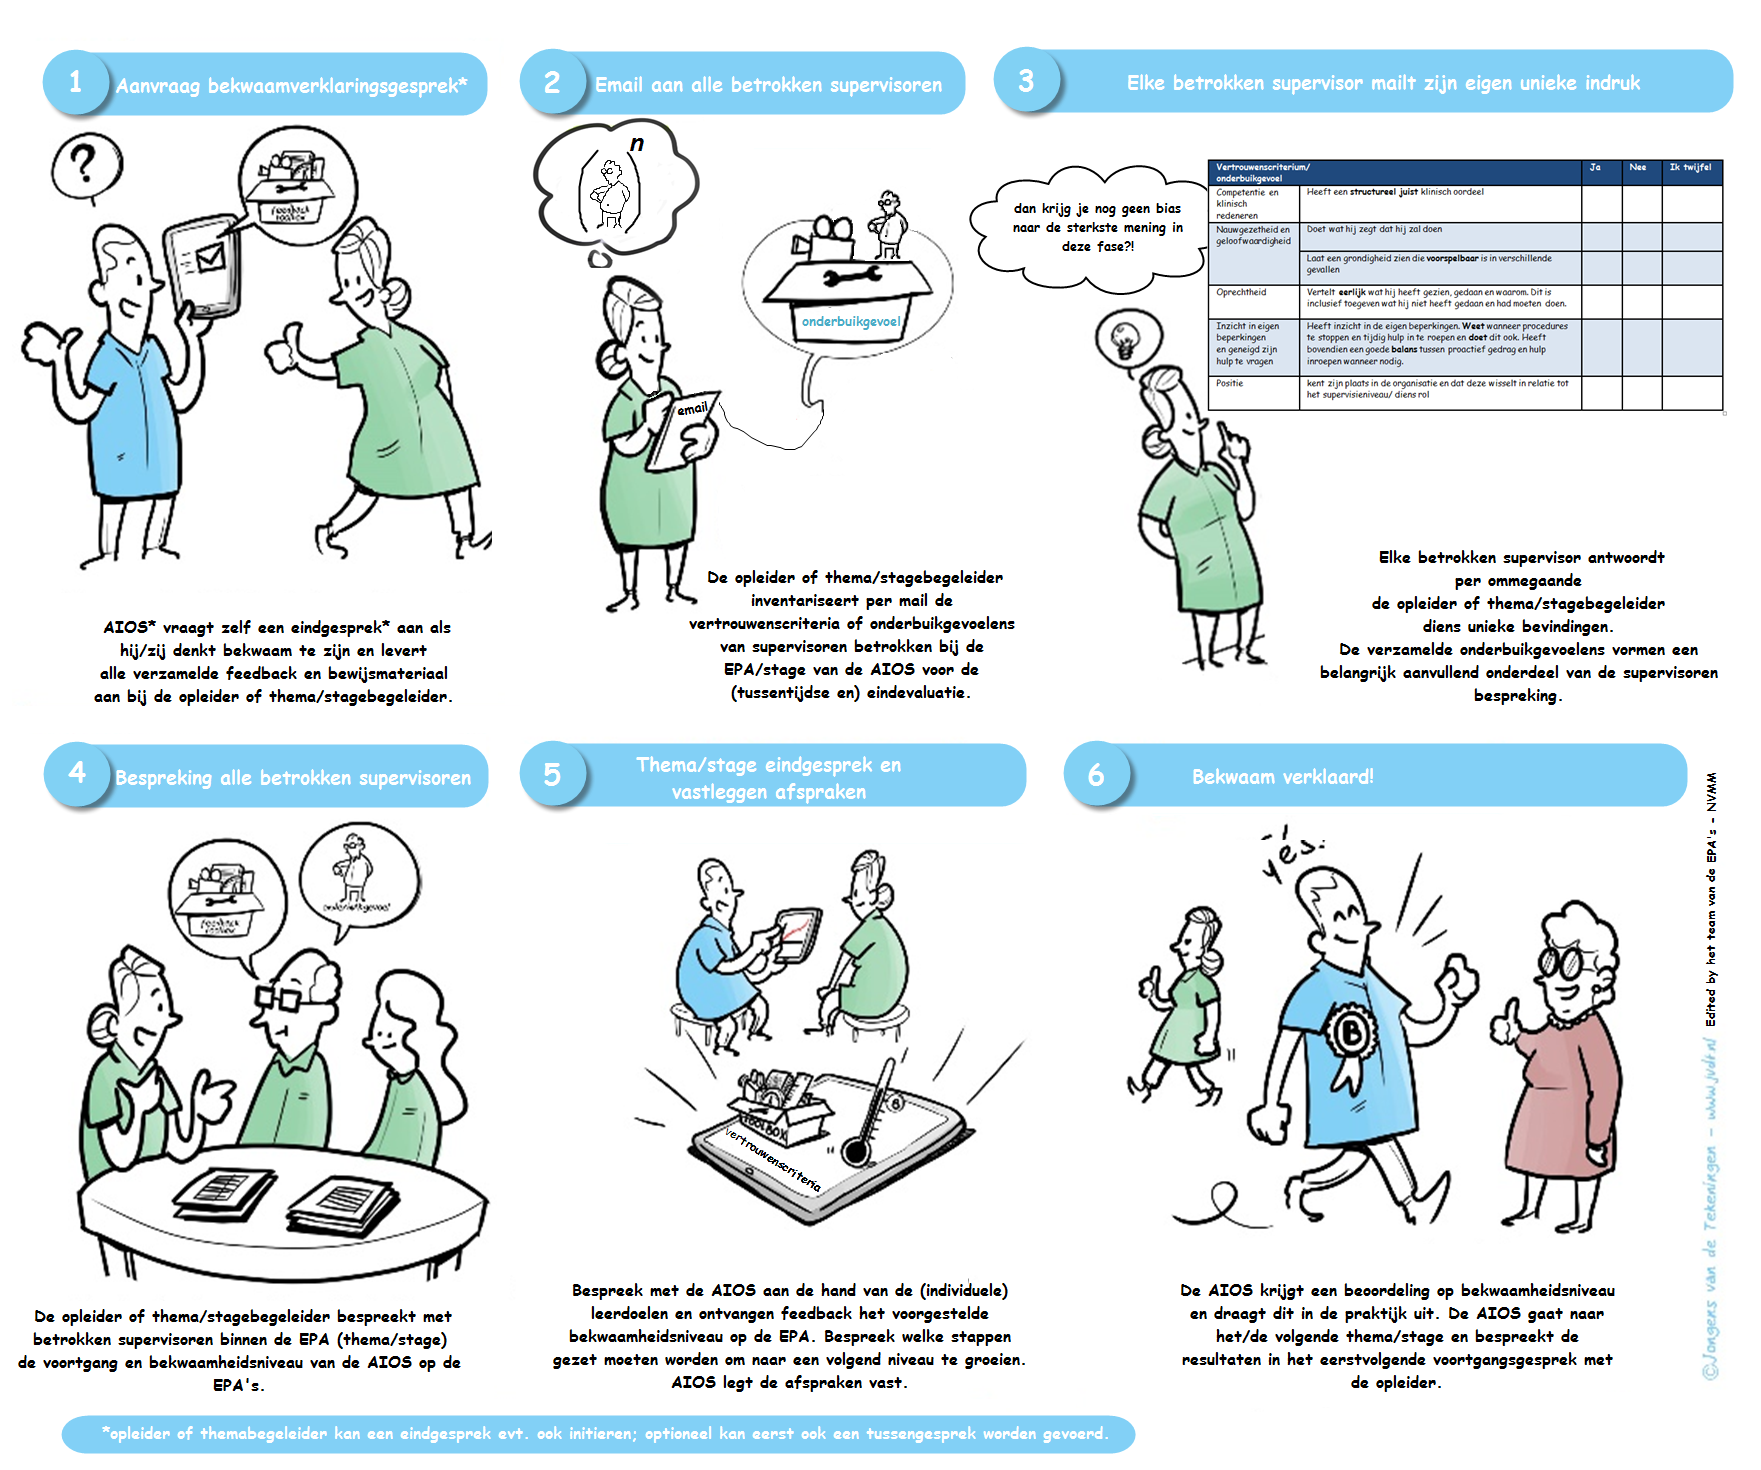 1
Aanvraag bekwaamverklaringsgesprek*
?
feedback
toolbox
AIOS* vraagt zelf een eindgesprek* aan als
hij/zij denkt bekwaam te zijn en levert
alle verzamelde feedback en bewijsmateriaal
aan bij de opleider of thema/stagebegeleider.
2
Email aan alle betrokken supervisoren
n
onderbuikgevoel
email
De opleider of thema/stagebegeleider
inventariseert per mail de
vertrouwenscriteria of onderbuikgevoelens
van supervisoren betrokken bij de
EPA/stage van de AIOS voor de
(tussentijdse en) eindevaluatie.
3
Elke betrokken supervisor mailt zijn eigen unieke indruk
dan krijg je nog geen bias
naar de sterkste mening in
deze fase?!
Vertrouwenscriterium/
onderbuikgevoel
Ja
Nee
Ik twijfel
Competentie en
klinisch
redeneren
Heeft een structureel juist klinisch oordeel
Nauwgezetheid en
geloofwaardigheid
Doet wat hij zegt dat hij zal doen
Laat een grondigheid zien die voorspelbaar is in verschillende
gevallen
Oprechtheid
Vertelt eerlijk wat hij heeft gezien, gedaan en waarom. Dit is
inclusief toegeven wat hij niet heeft gedaan en had moeten doen.
Inzicht in eigen
beperkingen
en geneigd zijn
hulp te vragen
Heeft inzicht in de eigen beperkingen. Weet wanneer procedures
te stoppen en tijdig hulp in te roepen en doet dit ook. Heeft
bovendien een goede balans tussen proactief gedrag en hulp
inroepen wanneer nodig.
Positie
kent zijn plaats in de organisatie en dat deze wisselt in relatie tot
het supervisieniveau/ diens rol
Elke betrokken supervisor antwoordt
per ommegaande
de opleider of thema/stagebegeleider
diens unieke bevindingen.
De verzamelde onderbuikgevoelens vormen een
belangrijk aanvullend onderdeel van de supervisoren
bespreking.
4
Bespreking alle betrokken supervisoren
feedback
toolbox
onderbuikgevoel
De opleider of thema/stagebegeleider bespreekt met
betrokken supervisoren binnen de EPA (thema/stage)
de voortgang en bekwaamheidsniveau van de AIOS op de
EPA's.
5
Thema/stage eindgesprek en
vastleggen afspraken
TOOLBOX
B
vertrouwenscriteria
Bespreek met de AIOS aan de hand van de (individuele)
leerdoelen en ontvangen feedback het voorgestelde
bekwaamheidsniveau op de EPA. Bespreek welke stappen
gezet moeten worden om naar een volgend niveau te groeien.
AIOS legt de afspraken vast.
6
Bekwaam verklaard!
yes!
B
De AIOS krijgt een beoordeling op bekwaamheidsniveau
en draagt dit in de praktijk uit. De AIOS gaat naar
het/de volgende thema/stage en bespreekt de
resultaten in het eerstvolgende voortgangsgesprek met
de opleider.
©Jongens van de Tekeningen - www.jvdt.nl
Edited by het team van de EPA's - NVMM
*opleider of themabegeleider kan een eindgesprek evt. ook initieren; optioneel kan eerst ook een tussengesprek worden gevoerd.